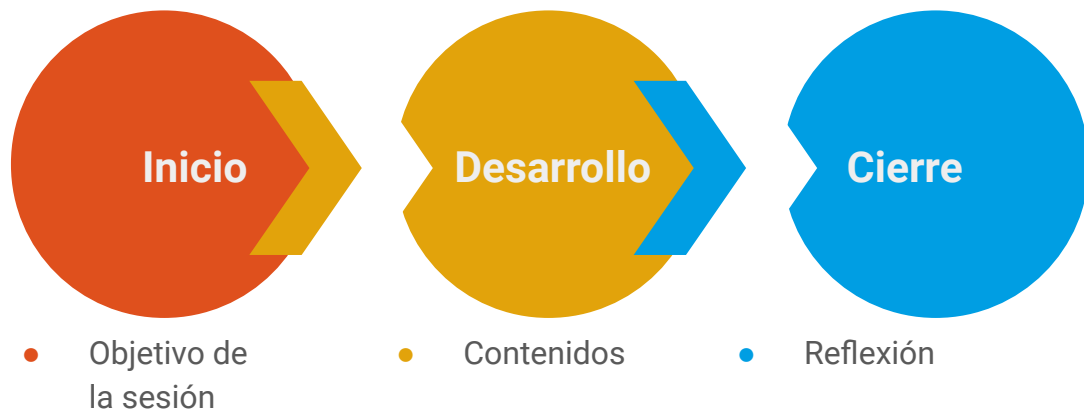 Inicio
Desarrollo
Cierre
Objetivo de
la sesión
Contenidos
Reflexión